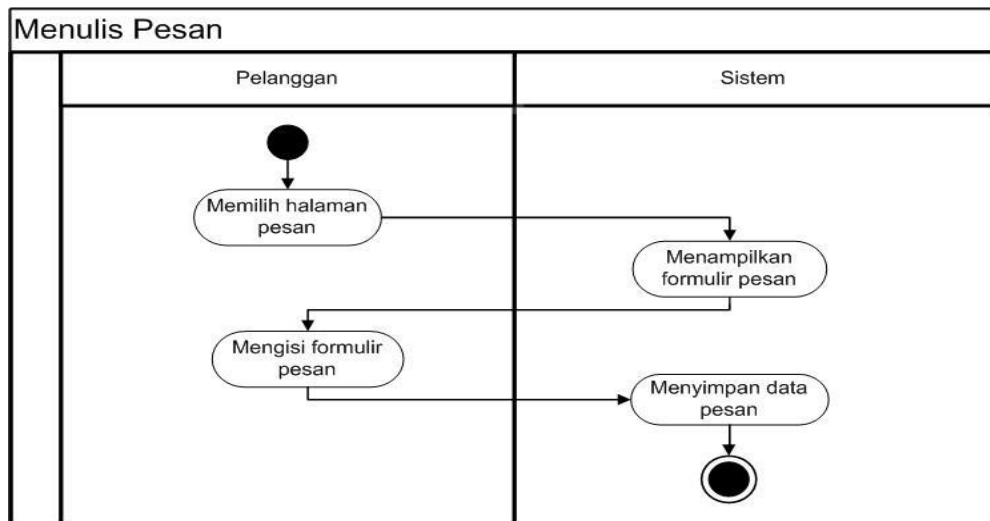 Menulis Pesan
Pelanggan
Sistem
Memilih halaman
pesan
Menampilkan
formulir pesan
Mengisi formulir
pesan
Menyimpan data
pesan